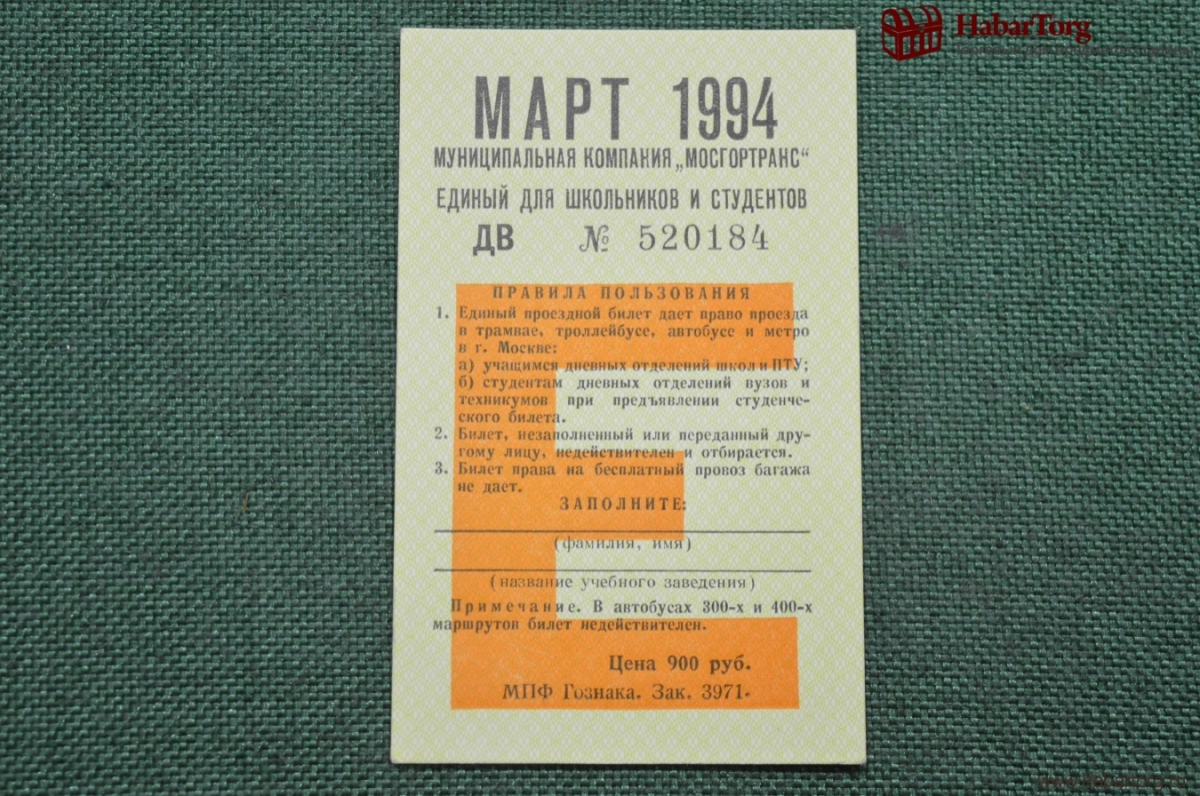 HabarTorg
МАРТ 1994
МУНИЦИПАЛЬНАЯ КОМПАНИЯ „МОСГОРТРАНС“
ЕДИНЫЙ ДЛЯ ШКОЛЬНИКОВ И СТУДЕНТОВ
ДВ № 520184
ПРАВИЛА ПОЛЬЗОВАНИЯ
1. Единый проездной билет дает право проезда
в трамвае, троллейбусе, автобусе и метро
в г. Москве:
а) учащимся дневных отделений школ и ПТУ;
б) студентам дневных отделений вузов и
техникумов при предъявлении студенче-
ского билета.
2. Билет, незаполненный или переданный дру-
гому лицу, недействителен и отбирается.
3. Билет права на бесплатный провоз багажа
не дает.
ЗАПОЛНИТЕ:
(фамилия, имя)
(название учебного заведения)
Примечание. В автобусах 300-х и 400-х
маршрутов билет недействителен.
Цена 900 руб.
МПФ Гознака. Зак. 3971.